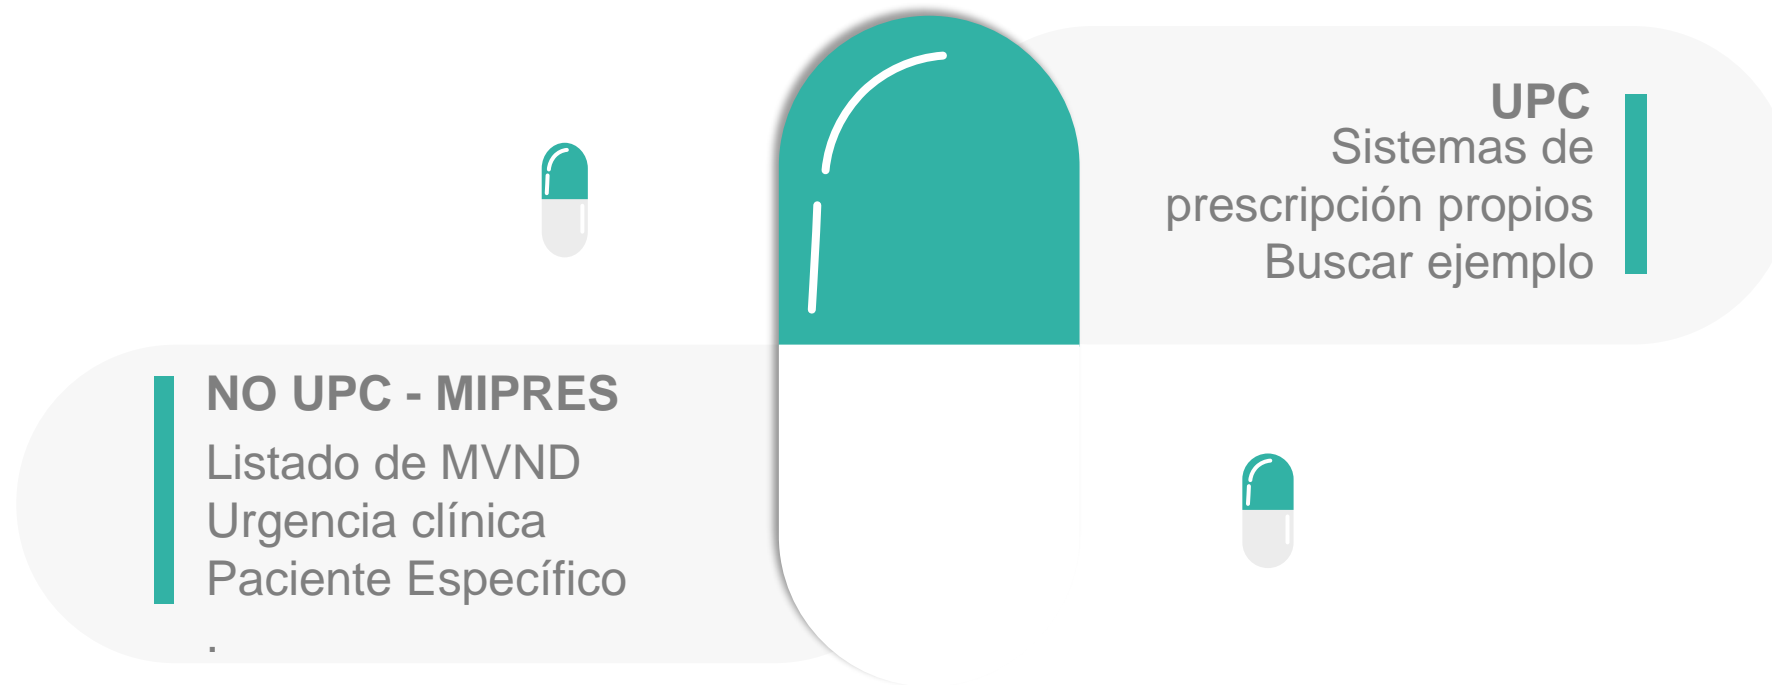 UPC
Sistemas de
prescripción propios
Buscar ejemplo
NO UPC - MIPRES
Listado de MVND
Urgencia clínica
Paciente Específico
.